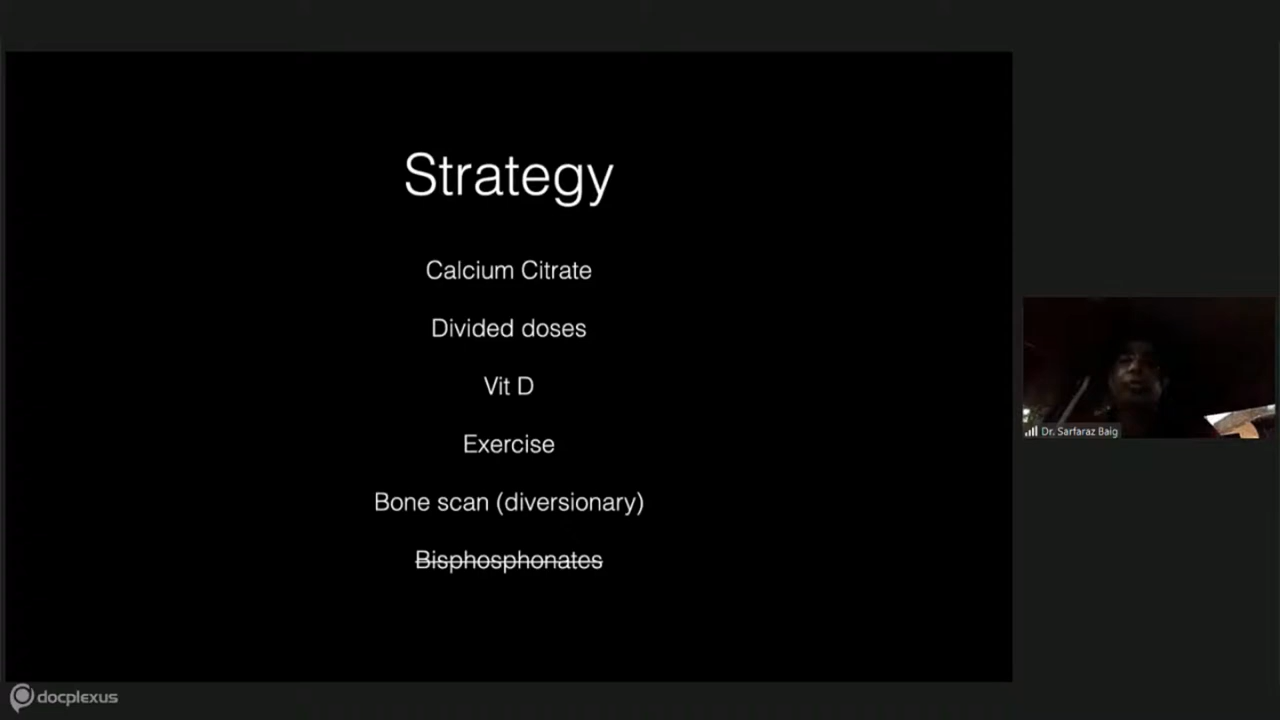 Strategy
Calcium Citrate
Divided doses
Vit D
Exercise
Bone scan (diversionary)
Bisphosphonates
Dr. Sarfaraz Baig
docplexus